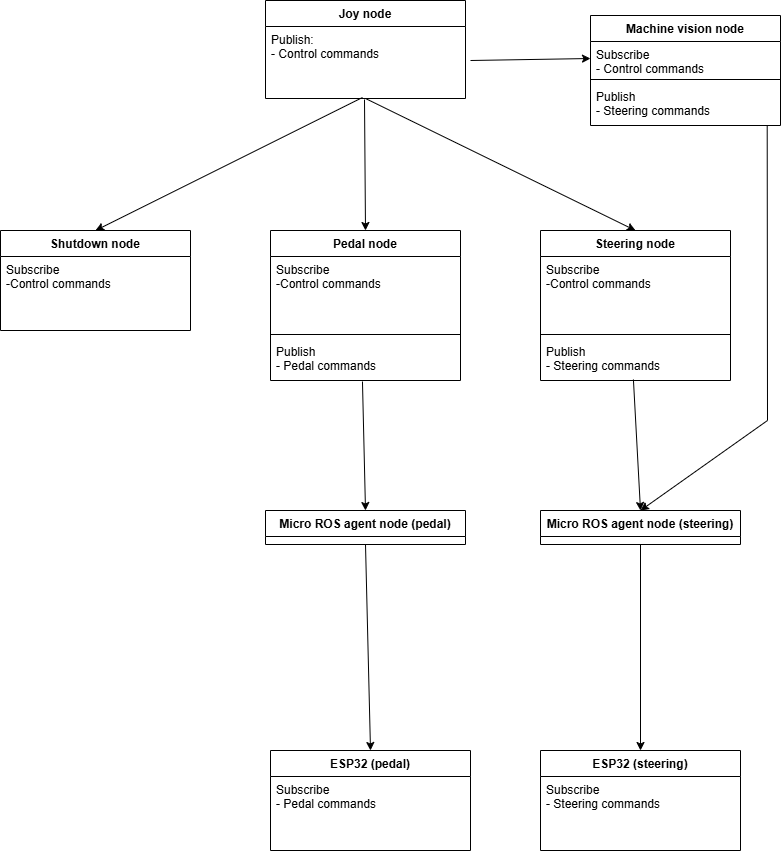 Joy node
Publish:
- Control commands
Machine vision node
Subscribe
- Control commands
Publish
- Steering commands
Shutdown node
Subscribe
-Control commands
Pedal node
Subscribe
-Control commands
Publish
- Pedal commands
Steering node
Subscribe
-Control commands
Publish
- Steering commands
Micro ROS agent node (pedal)
Micro ROS agent node (steering)
ESP32 (pedal)
Subscribe
- Pedal commands
ESP32 (steering)
Subscribe
- Steering commands